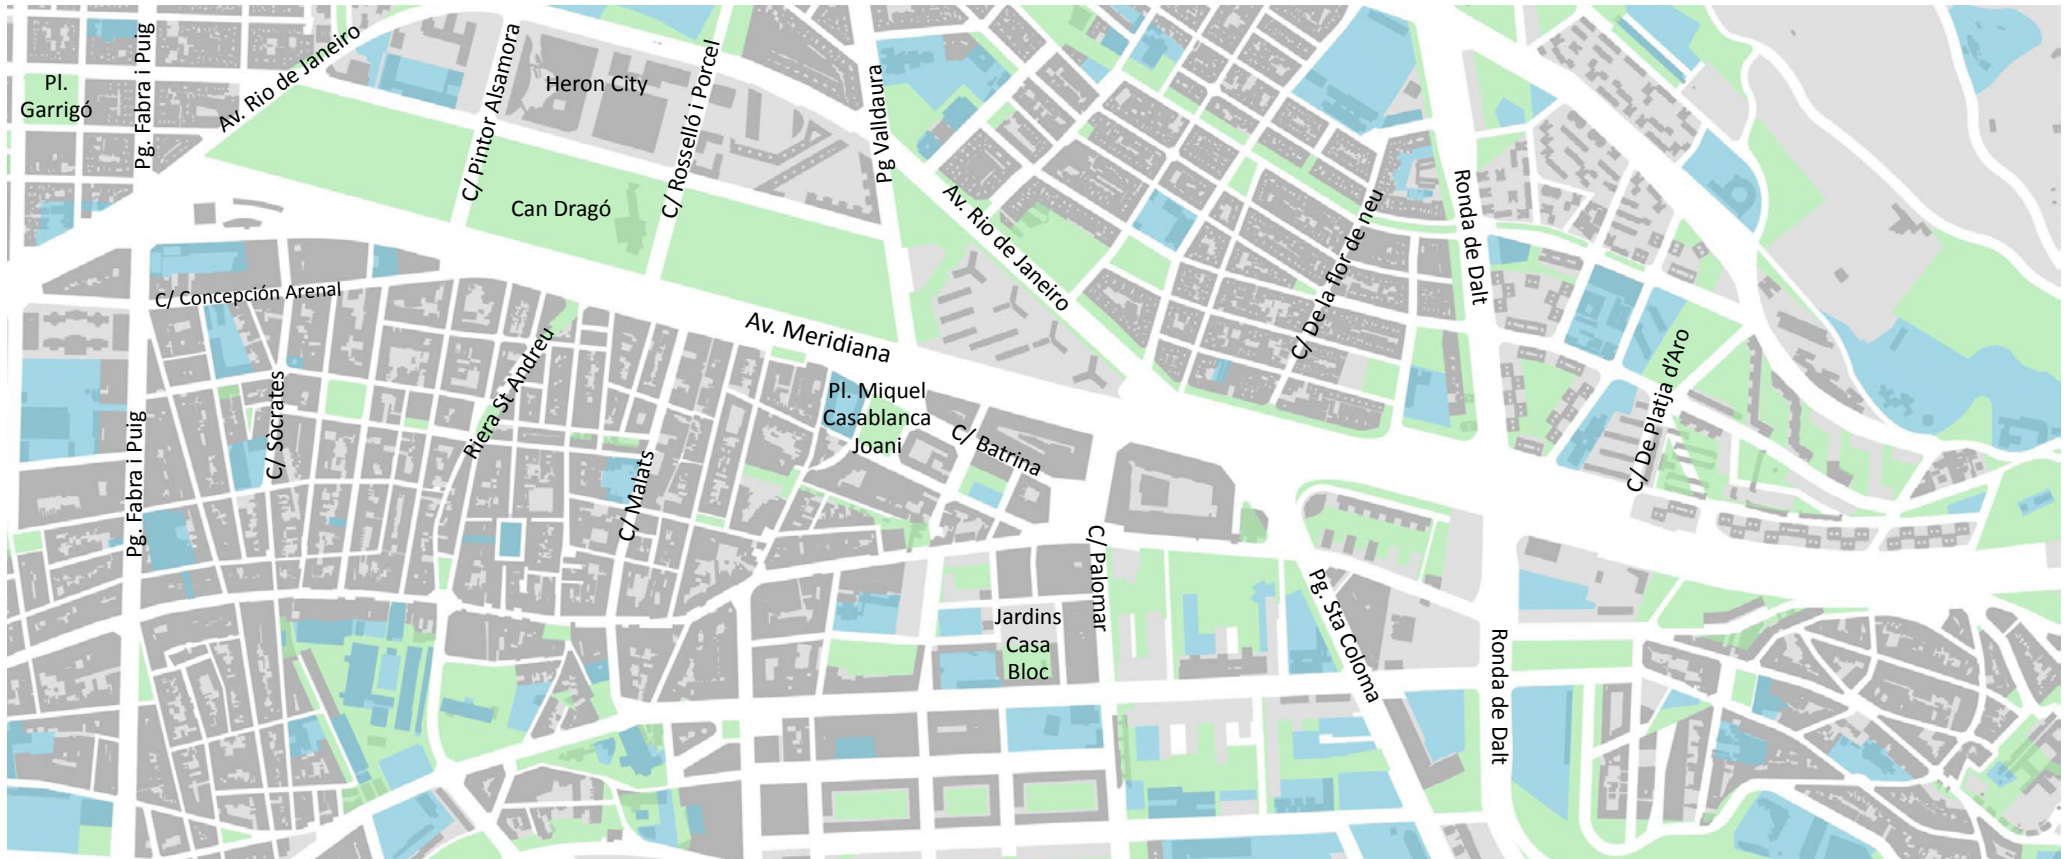 Pl.
Garrigó
Pg. Fabra i Puig
Av. Rio de Janeiro
C/ Pintor Alsamora
Heron City
C/ Rosselló i Porcel
Pg Valldaura
Can Dragó
Av. Rio de Janeiro
C/ De la flor de neu
Ronda de Dalt
C/ Concepción Arenal
Av. Meridiana
Riera St Andreu
C/ Sòcrates
Pg. Fabra i Puig
C/ Malats
Pl. Miquel
Casablanca
Joani
C/ Batrina
C/ De Platja d'Aro
C/ Palomar
Pg. Sta Coloma
Jardins
Casa
Bloc
Ronda de Dalt